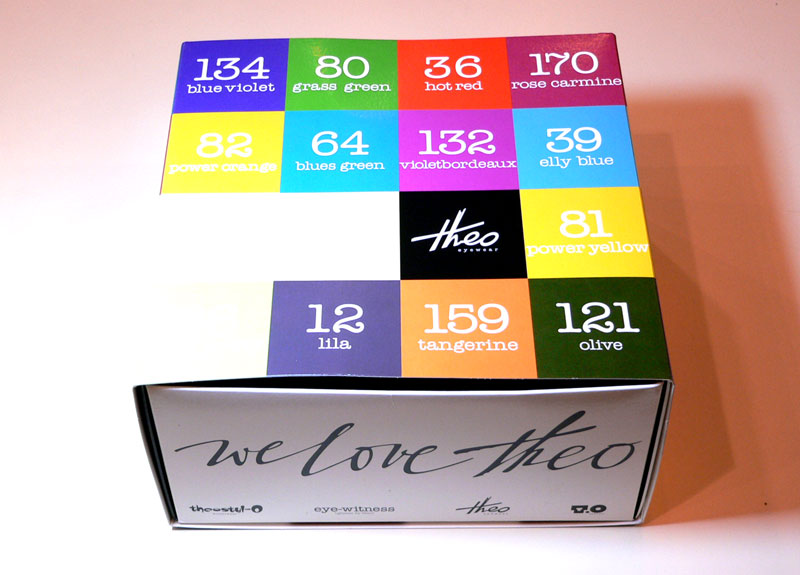 134 80 36 170
blue violet grass green hot red rose carmine
82 64 132 39
power orange blues green violetbordeaux elly blue
theo 81
eyewear power yellow
12 159 121
lila tangerine olive
we love theo
eye-witness theo T.O